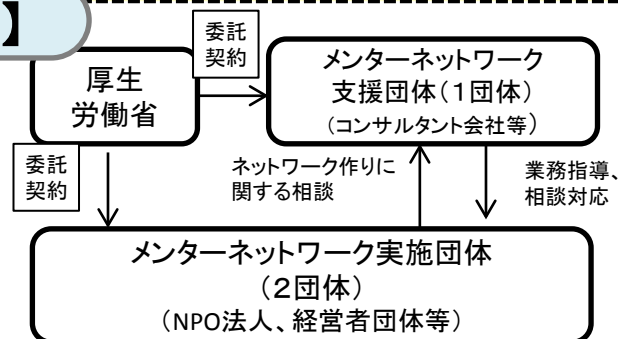 】
委託
契約
厚生
労働省
メンターネットワーク
支援団体（１団体）
（コンサルタント会社等）
委託
契約
ネットワーク作りに
関する相談
業務指導、
相談対応
メンターネットワーク実施団体
（２団体）
（NPO法人、経営者団体等）